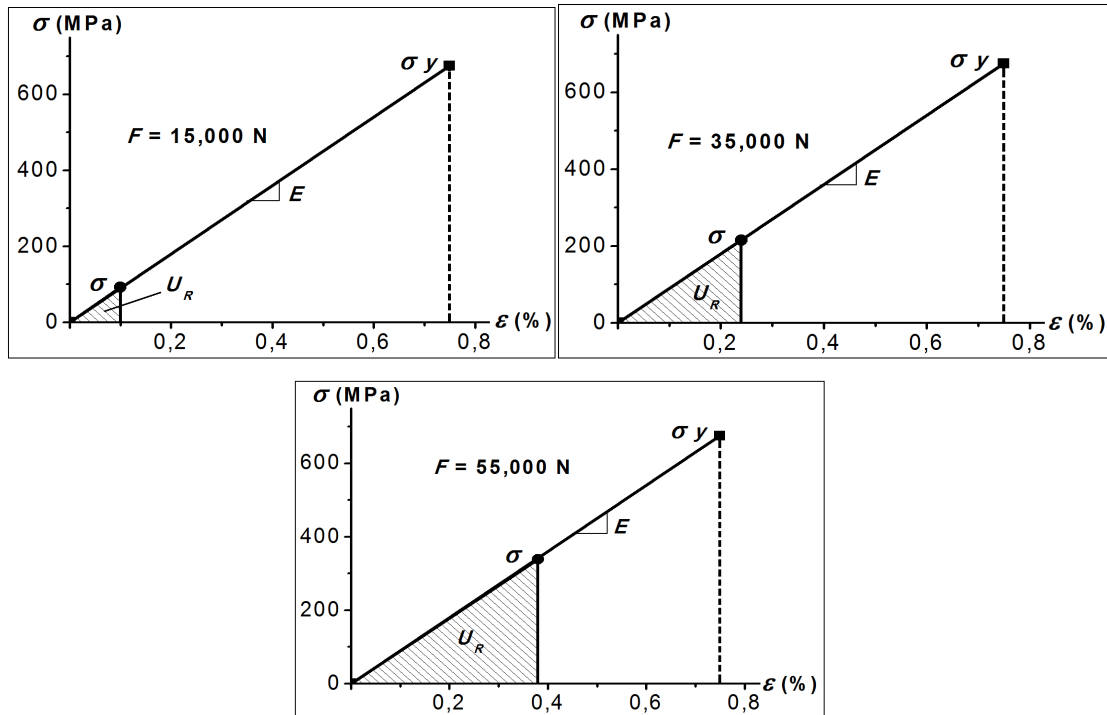 σ (MPa)
σ y
600
F = 15,000 N
400
E
200
σ
U_R
0
0,2 0,4 0,6 0,8
ε (%)
σ (MPa)
σ y
600
F = 35,000 N
400
E
200
σ
U_R
0
0,2 0,4 0,6 0,8
ε (%)
σ (MPa)
σ y
600
F = 55,000 N
400
E
σ
200
U_R
0
0,2 0,4 0,6 0,8
ε (%)